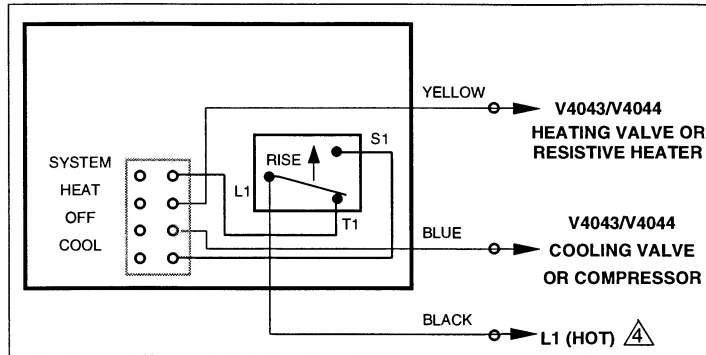 YELLOW
V4043/V4044
HEATING VALVE OR
RESISTIVE HEATER
S1
RISE
SYSTEM
HEAT
OFF
COOL
L1
T1
BLUE
V4043/V4044
COOLING VALVE
OR COMPRESSOR
BLACK
L1 (HOT) 4